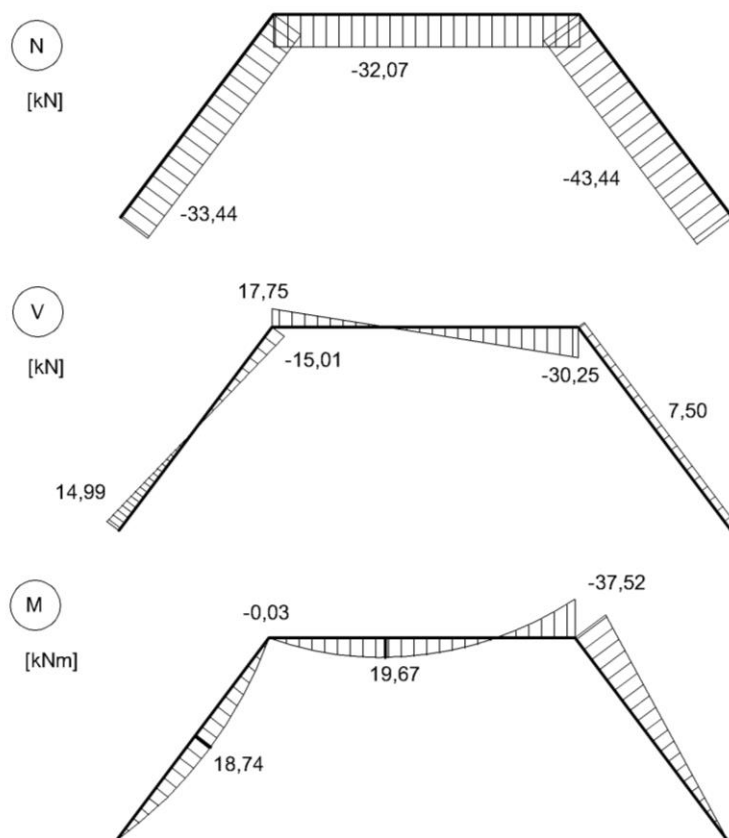 N
[kN]
-32,07
-33,44
-43,44
V
[kN]
17,75
-15,01
-30,25
14,99
7,50
M
[kNm]
-0,03
-37,52
19,67
18,74